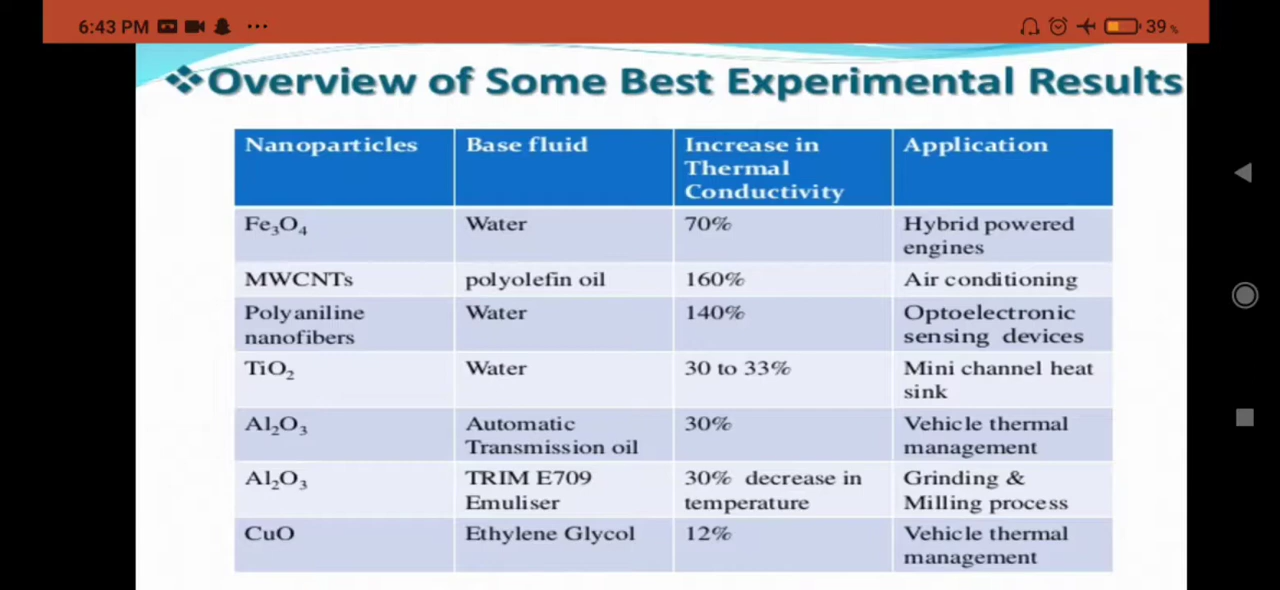 6:43 PM ...
39%
❖Overview of Some Best Experimental Results
Nanoparticles Base fluid Increase in Thermal Conductivity Application
Fe₃O₄ Water 70% Hybrid powered engines
MWCNTs polyolefin oil 160% Air conditioning
Polyaniline nanofibers Water 140% Optoelectronic sensing devices
TiO₂ Water 30 to 33% Mini channel heat sink
Al₂O₃ Automatic Transmission oil 30% Vehicle thermal management
Al₂O₃ TRIM E709 Emuliser 30% decrease in temperature Grinding & Milling process
CuO Ethylene Glycol 12% Vehicle thermal management